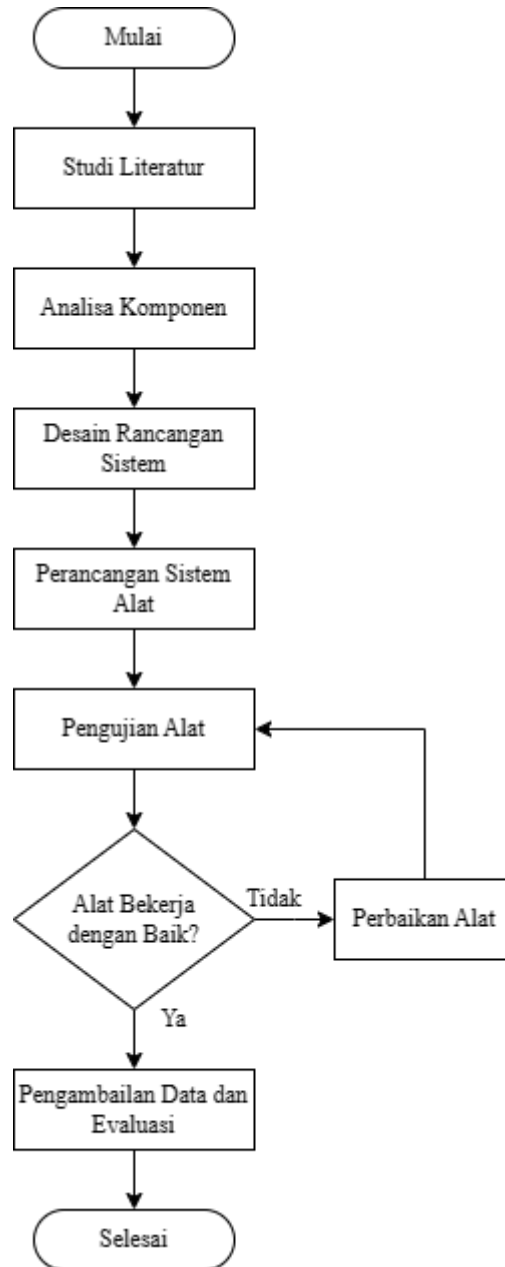 Mulai
Studi Literatur
Analisa Komponen
Desain Rancangan
Sistem
Perancangan Sistem
Alat
Pengujian Alat
Alat Bekerja
dengan Baik?
Tidak
Perbaikan Alat
Ya
Pengambailan Data dan
Evaluasi
Selesai